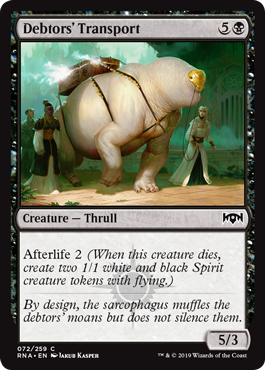 Debtors' Transport 5
Creature — Thrull
Afterlife 2 (When this creature dies,
create two 1/1 white and black Spirit
creature tokens with flying.)
By design, the sarcophagus muffles the
debtors' moans but does not silence them.
5/3
072/259 C
RNA • EN Jakub Kasper
™ & © 2019 Wizards of the Coast